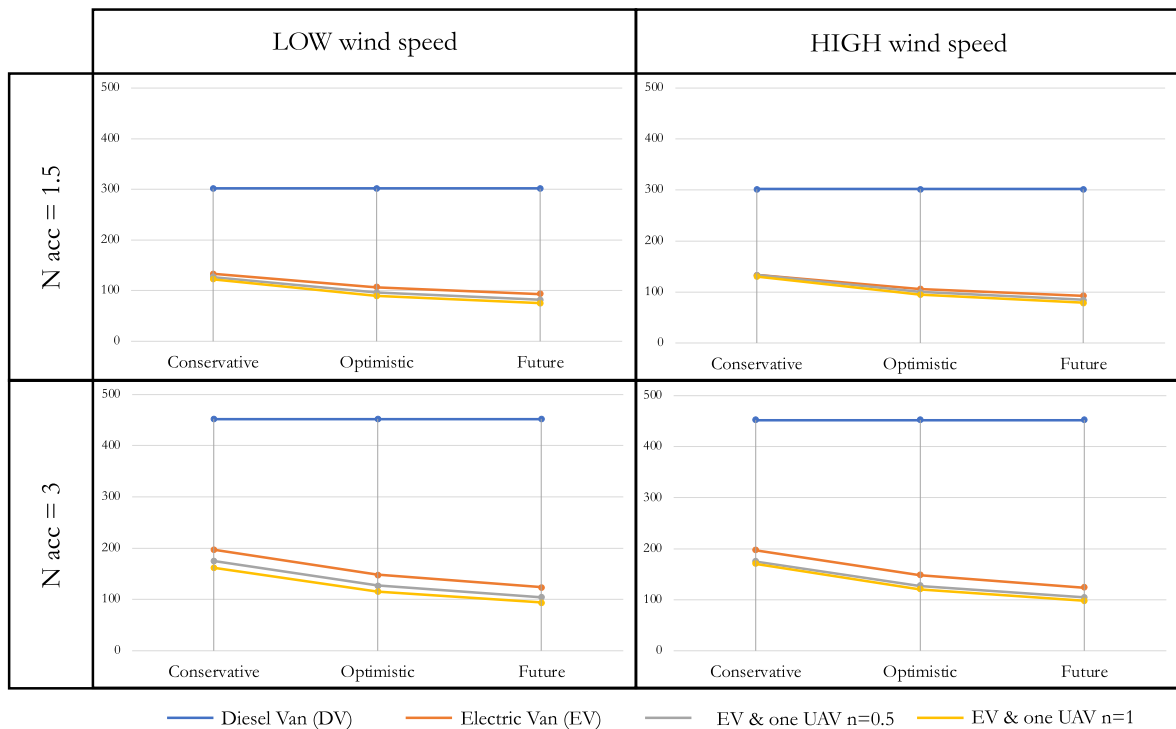 LOW wind speed
HIGH wind speed
N acc = 1.5
500
400
300
200
100
0
Conservative
Optimistic
Future
500
400
300
200
100
0
Conservative
Optimistic
Future
N acc = 3
500
400
300
200
100
0
Conservative
Optimistic
Future
500
400
300
200
100
0
Conservative
Optimistic
Future
Diesel Van (DV)
Electric Van (EV)
EV & one UAV n=0.5
EV & one UAV n=1